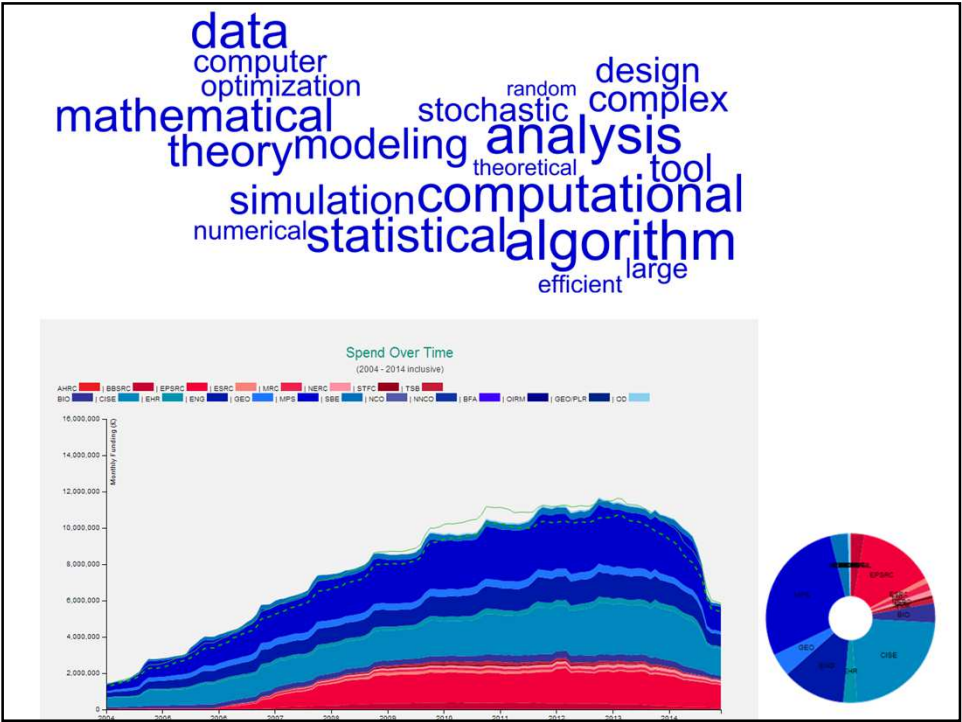 data
computer
optimization
design
random
mathematical
stochastic
complex
theory
modeling
analysis
theoretical
tool
simulation
computational
numerical
statistical
algorithm
large
efficient
Spend Over Time
(2004 - 2014 inclusive)
AHRC | BBSRC | EPSRC | ESRC | MRC | NERC | STFC | TSB
BIO | CISE | EHR | ENG | GEO | MPS | SBE | NCO | NNCO | BFA | OIRM | GEO/PLR | OD
Monthly Funding (£)
16,000,000
14,000,000
12,000,000
10,000,000
8,000,000
6,000,000
4,000,000
2,000,000
0
2004 2005 2006 2007 2008 2009 2010 2011 2012 2013 2014
EPSRC
BIO
CISE
EHR
ENG
GEO
MPS